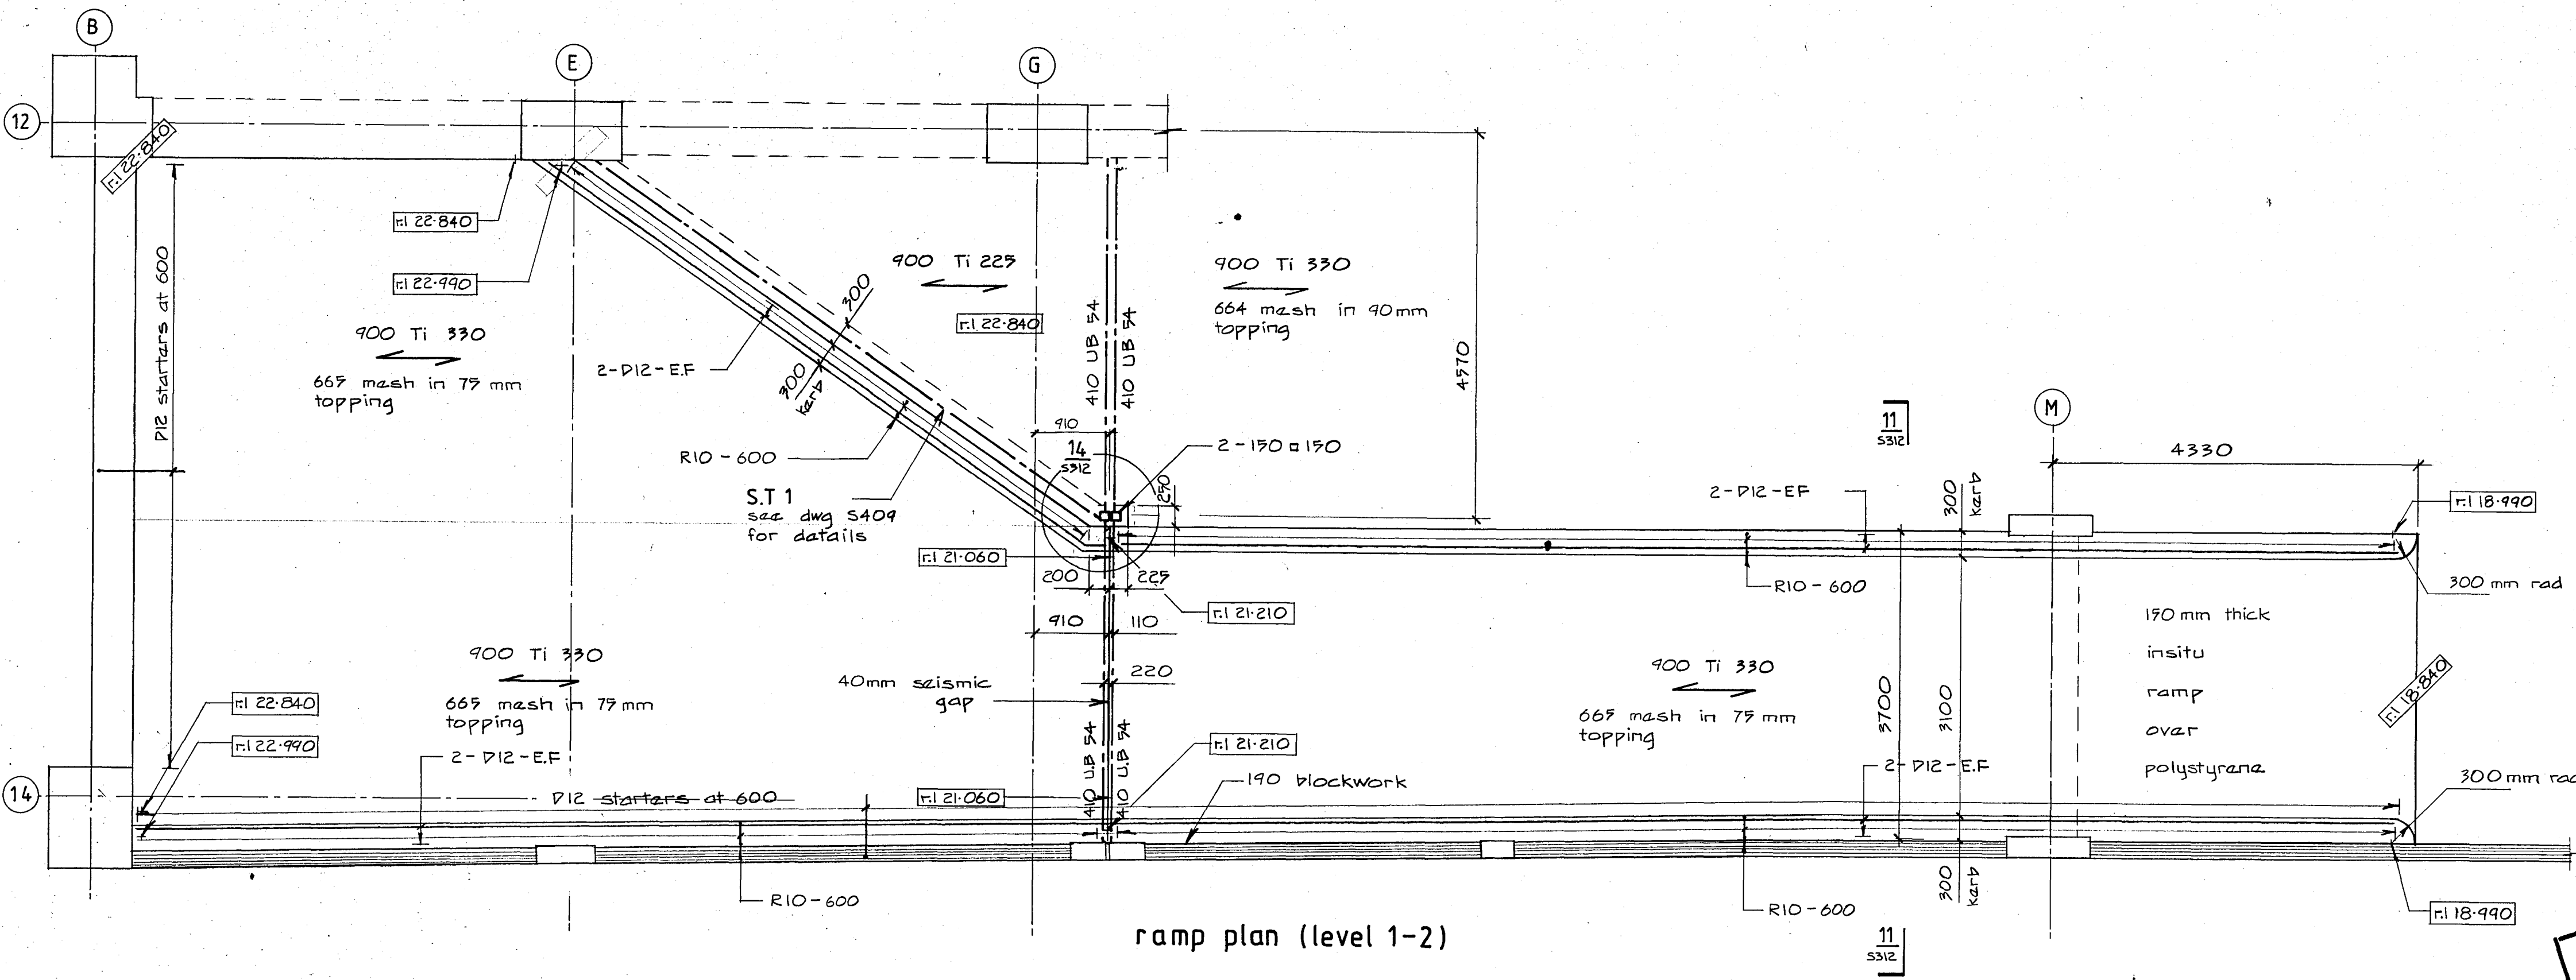 B
E
G
12
r.l 22.840
D12 starters at 600
r.l 22.840
r.l 22.990
900 Ti 330
665 mesh in 75 mm
topping
2-D12-E.F
300
300
kerb
R10-600
S.T 1
see dwg S409
for details
900 Ti 225
r.l 22.840
410 UB 54
410 UB 54
900 Ti 330
664 mesh in 90mm
topping
4570
910
14
S312
2-150 □ 150
250
r.l 21.060
200
225
r.l 21.210
910
110
220
40mm seismic
gap
11
S312
M
4330
2-D12-EF
300
kerb
r.l 18.990
R10-600
300 mm rad
150 mm thick
insitu
ramp
over
polystyrene
r.l 18.840
900 Ti 330
665 mesh in 75 mm
topping
3700
3100
900 Ti 330
665 mesh in 75 mm
topping
r.l 22.840
r.l 22.990
2-D12-E.F
14
D12 starters at 600
r.l 21.060
410 U.B 54
410 U.B 54
r.l 21.210
190 blockwork
2-D12-E.F
300 mm rad
R10-600
R10-600
300
kerb
r.l 18.990
ramp plan (level 1-2)
11
S312